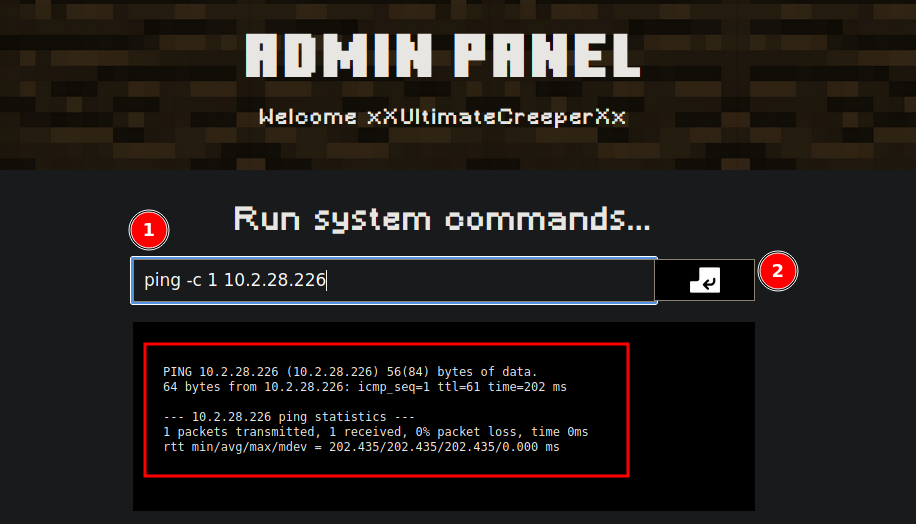 ADMIN PANEL
Welcome xXUltimateCreeperXx
Run system commands...
1
ping -c 1 10.2.28.226
2
PING 10.2.28.226 (10.2.28.226) 56(84) bytes of data.
64 bytes from 10.2.28.226: icmp_seq=1 ttl=61 time=202 ms
--- 10.2.28.226 ping statistics ---
1 packets transmitted, 1 received, 0% packet loss, time 0ms
rtt min/avg/max/mdev = 202.435/202.435/202.435/0.000 ms